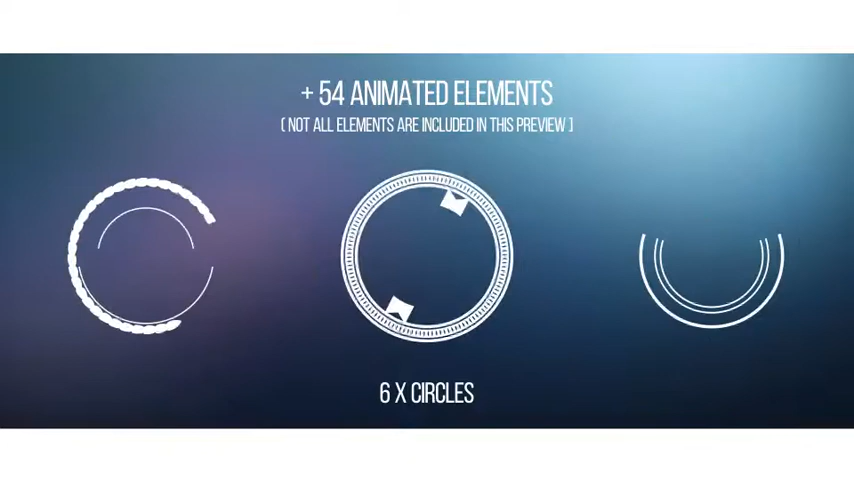 + 54 ANIMATED ELEMENTS
( NOT ALL ELEMENTS ARE INCLUDED IN THIS PREVIEW )
6 X CIRCLES